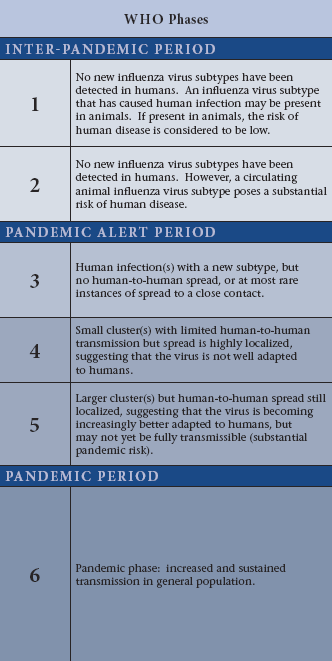 WHO Phases
INTER-PANDEMIC PERIOD
1
No new influenza virus subtypes have been
detected in humans. An influenza virus subtype
that has caused human infection may be present
in animals. If present in animals, the risk of
human disease is considered to be low.
2
No new influenza virus subtypes have been
detected in humans. However, a circulating
animal influenza virus subtype poses a substantial
risk of human disease.
PANDEMIC ALERT PERIOD
3
Human infection(s) with a new subtype, but
no human-to-human spread, or at most rare
instances of spread to a close contact.
4
Small cluster(s) with limited human-to-human
transmission but spread is highly localized,
suggesting that the virus is not well adapted
to humans.
5
Larger cluster(s) but human-to-human spread still
localized, suggesting that the virus is becoming
increasingly better adapted to humans, but
may not yet be fully transmissible (substantial
pandemic risk).
PANDEMIC PERIOD
6
Pandemic phase: increased and sustained
transmission in general population.